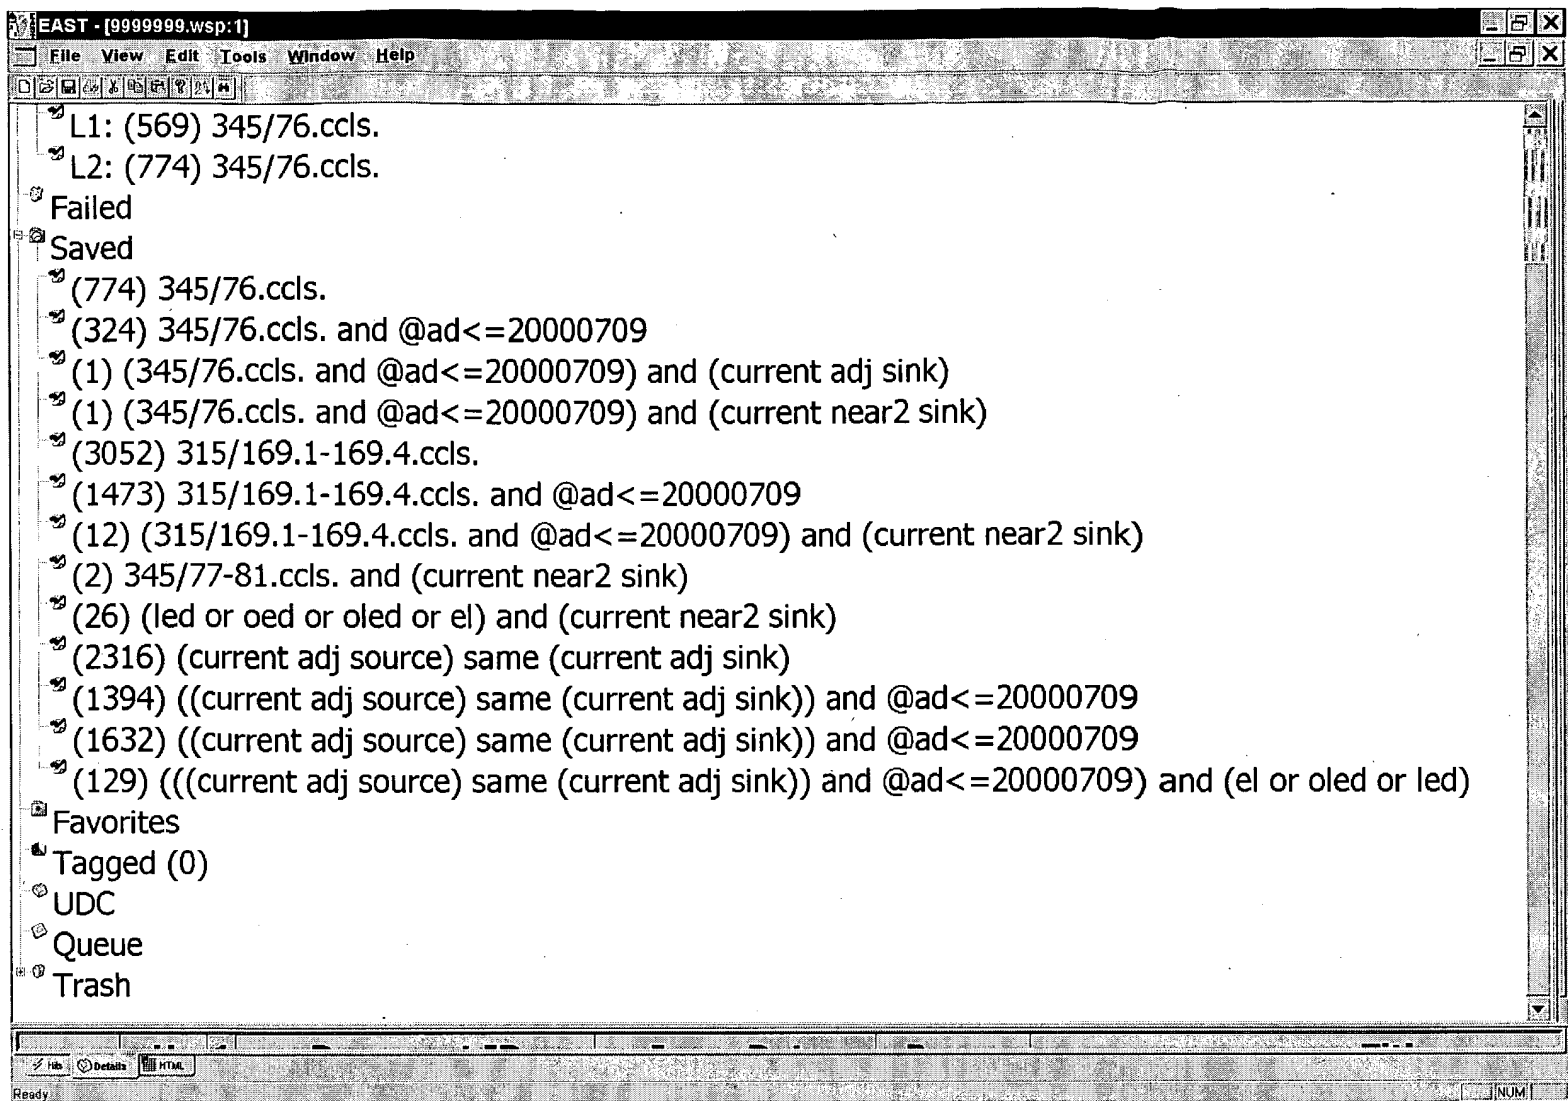 EAST - [9999999.wsp:1]
File View Edit Tools Window Help
L1: (569) 345/76.ccls.
L2: (774) 345/76.ccls.
Failed
Saved
(774) 345/76.ccls.
(324) 345/76.ccls. and @ad<=20000709
(1) (345/76.ccls. and @ad<=20000709) and (current adj sink)
(1) (345/76.ccls. and @ad<=20000709) and (current near2 sink)
(3052) 315/169.1-169.4.ccls.
(1473) 315/169.1-169.4.ccls. and @ad<=20000709
(12) (315/169.1-169.4.ccls. and @ad<=20000709) and (current near2 sink)
(2) 345/77-81.ccls. and (current near2 sink)
(26) (led or oed or oled or el) and (current near2 sink)
(2316) (current adj source) same (current adj sink)
(1394) ((current adj source) same (current adj sink)) and @ad<=20000709
(1632) ((current adj source) same (current adj sink)) and @ad<=20000709
(129) (((current adj source) same (current adj sink)) and @ad<=20000709) and (el or oled or led)
Favorites
Tagged (0)
UDC
Queue
Trash
Hits Details HTML
Ready NUM